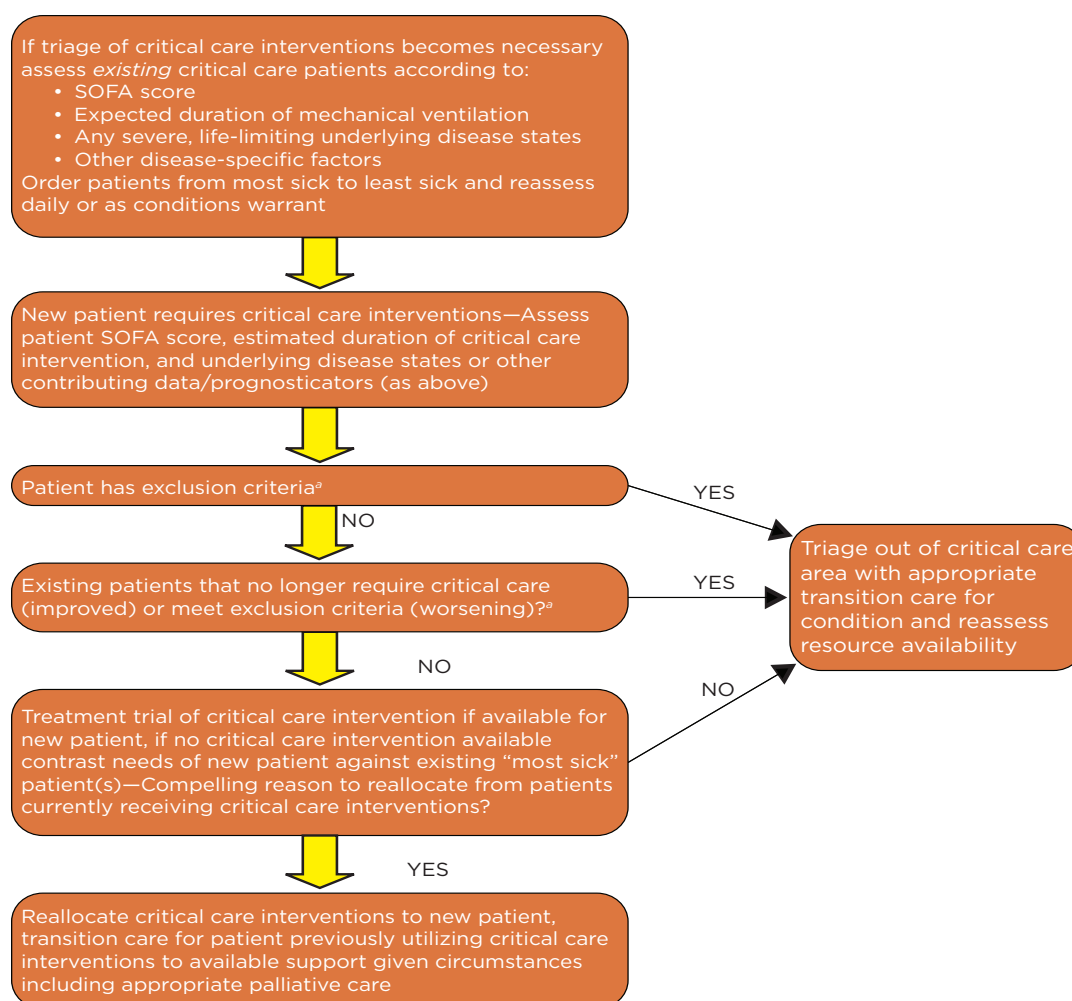 If triage of critical care interventions becomes necessary
assess existing critical care patients according to:
• SOFA score
• Expected duration of mechanical ventilation
• Any severe, life-limiting underlying disease states
• Other disease-specific factors
Order patients from most sick to least sick and reassess
daily or as conditions warrant
New patient requires critical care interventions—Assess
patient SOFA score, estimated duration of critical care
intervention, and underlying disease states or other
contributing data/prognosticators (as above)
Patient has exclusion criteriaᵃ
YES
NO
Existing patients that no longer require critical care
(improved) or meet exclusion criteria (worsening)?ᵃ
YES
Triage out of critical care
area with appropriate
transition care for
condition and reassess
resource availability
NO
NO
Treatment trial of critical care intervention if available for
new patient, if no critical care intervention available
contrast needs of new patient against existing “most sick”
patient(s)—Compelling reason to reallocate from patients
currently receiving critical care interventions?
YES
Reallocate critical care interventions to new patient,
transition care for patient previously utilizing critical care
interventions to available support given circumstances
including appropriate palliative care